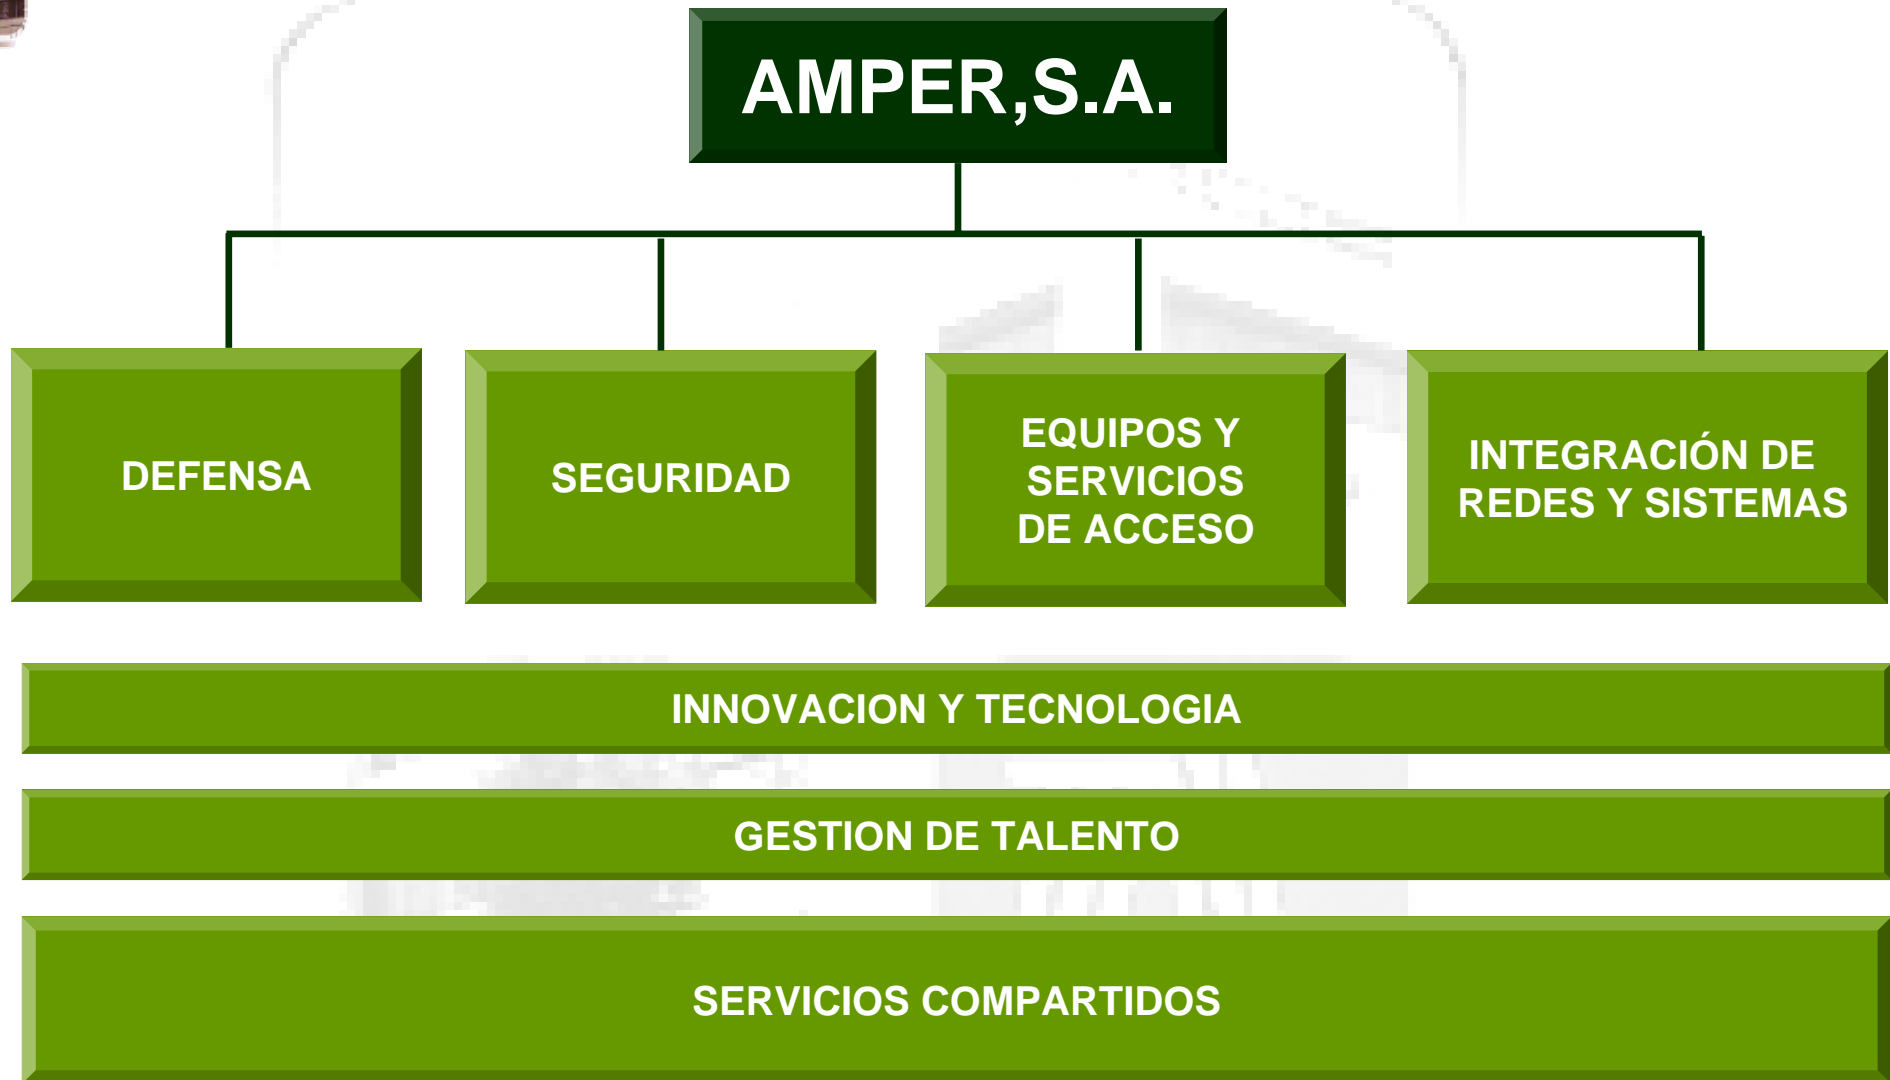 AMPER,S.A.
DEFENSA
SEGURIDAD
EQUIPOS Y
SERVICIOS
DE ACCESO
INTEGRACIÓN DE
REDES Y SISTEMAS
INNOVACION Y TECNOLOGIA
GESTION DE TALENTO
SERVICIOS COMPARTIDOS